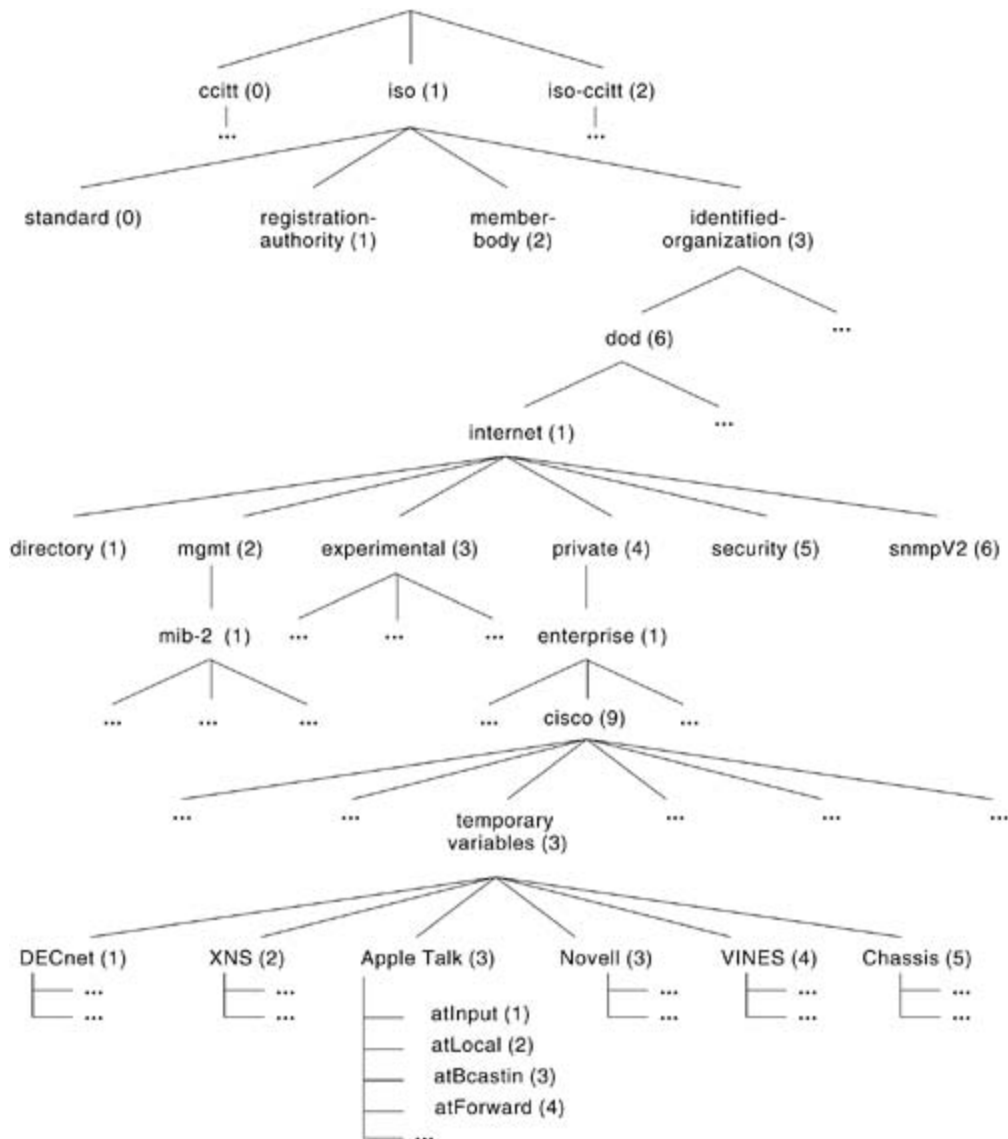 ccitt (0) iso (1) iso-ccitt (2)
... ...
standard (0) registration- member- identified-
authority (1) body (2) organization (3)
dod (6) ...
internet (1) ...
directory (1) mgmt (2) experimental (3) private (4) security (5) snmpV2 (6)
mib-2 (1) ... ... ... enterprise (1)
... ... ... ... cisco (9) ...
... ... temporary ... ... ...
variables (3)
DECnet (1) XNS (2) Apple Talk (3) Novell (3) VINES (4) Chassis (5)
... ... ... ... ...
... ... atInput (1) ... ... ...
atLocal (2)
atBcastin (3)
atForward (4)
...